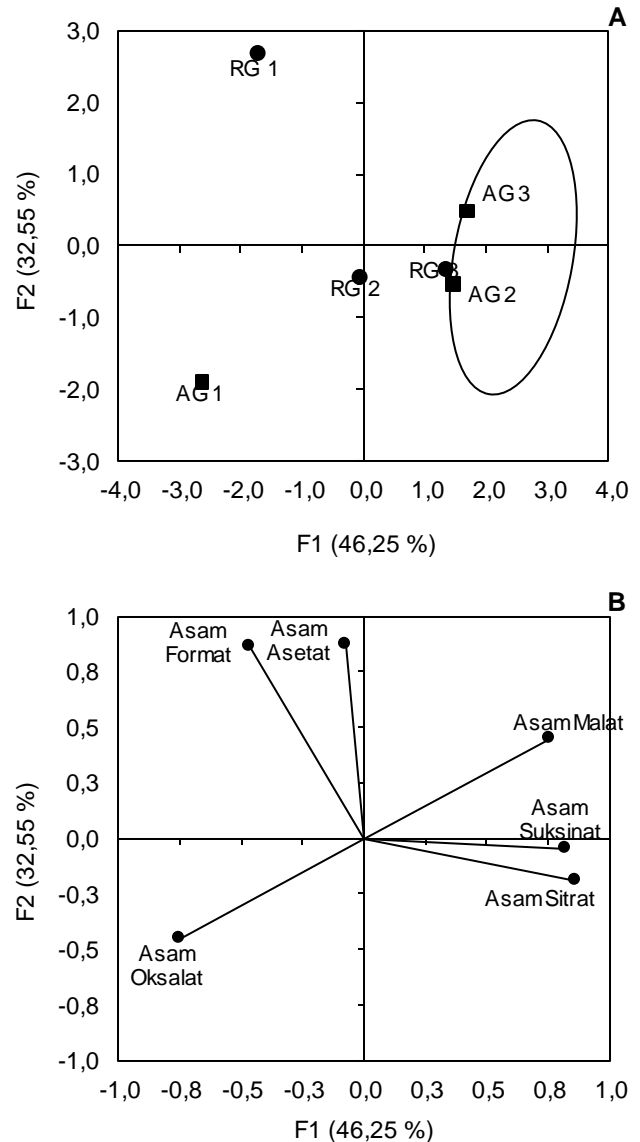 A
3,0
2,0
1,0
0,0
-1,0
-2,0
-3,0
F2 (32,55 %)
RG 1
AG 3
RG 3
RG 2
AG 2
AG 1
-4,0 -2,0 -1,0 0,0 1,0 2,0 3,0 4,0
F1 (46,25 %)
B
1,0
0,8
0,5
0,3
0,0
-0,3
-0,5
-0,8
-1,0
F2 (32,55 %)
Asam
Format
Asam
Asetat
Asam Malat
Asam
Suksinat
Asam Sitrat
Asam
Oksalat
-1,0 -0,8 -0,5 -0,3 0,0 0,3 0,5 0,8 1,0
F1 (46,25 %)